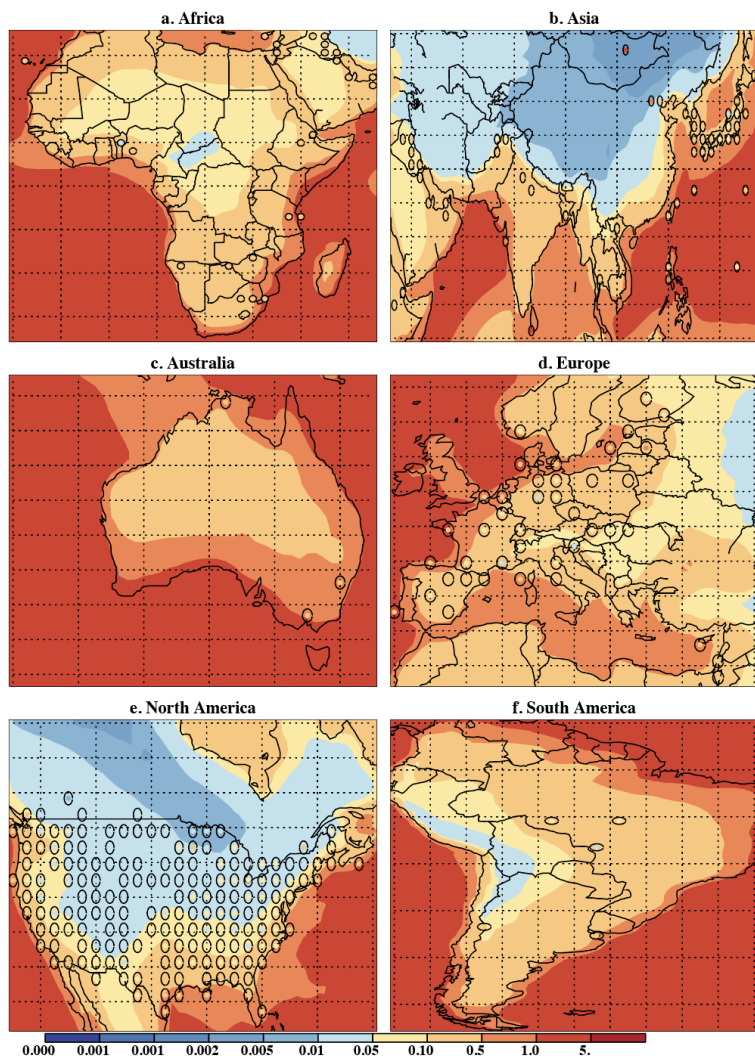 a. Africa
b. Asia
c. Australia
d. Europe
e. North America
f. South America
0.000 0.001 0.001 0.002 0.005 0.01 0.05 0.10 0.5 1.0 5.